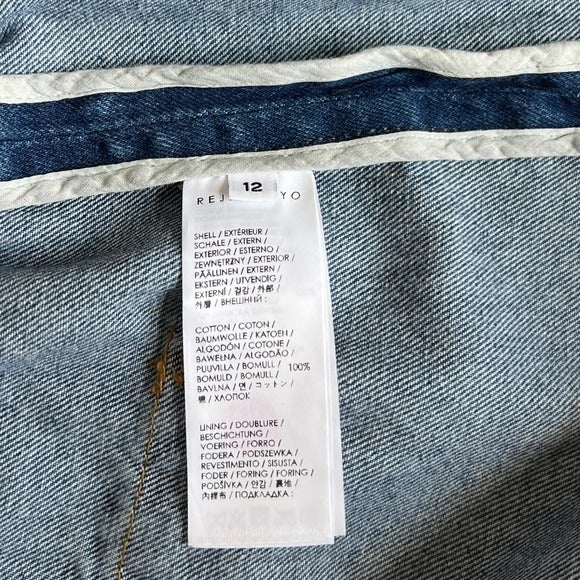 12
REJ YO
SHELL / EXTÉRIEUR /
SCHALE / EXTERN /
EXTERIOR / ESTERNO /
ZEWNĘTRZNY / EXTERIOR /
PÄÄLLINEN / EXTERN /
EKSTERN / UTVENDIG /
EXTERNÍ / 겉감 / 外部 /
外層 / ВНЕШНИЙ :
COTTON / COTON /
BAUMWOLLE / KATOEN /
ALGODÓN / COTONE /
BAWEŁNA / ALGODÃO /
PUUVILLA / BOMULL / 100%
BOMULD / BOMULL /
BAVLNA / 면 / コットン /
棉 / ХЛОПОК
LINING / DOUBLURE /
BESCHICHTUNG /
VOERING / FORRO /
FODERA / PODSZEWKA /
REVESTIMENTO / SISUSTA /
FODER / FORING / FORING /
PODŠÍVKA / 안감 / 裏地 /
內裡布 / ПОДКЛАДКА :